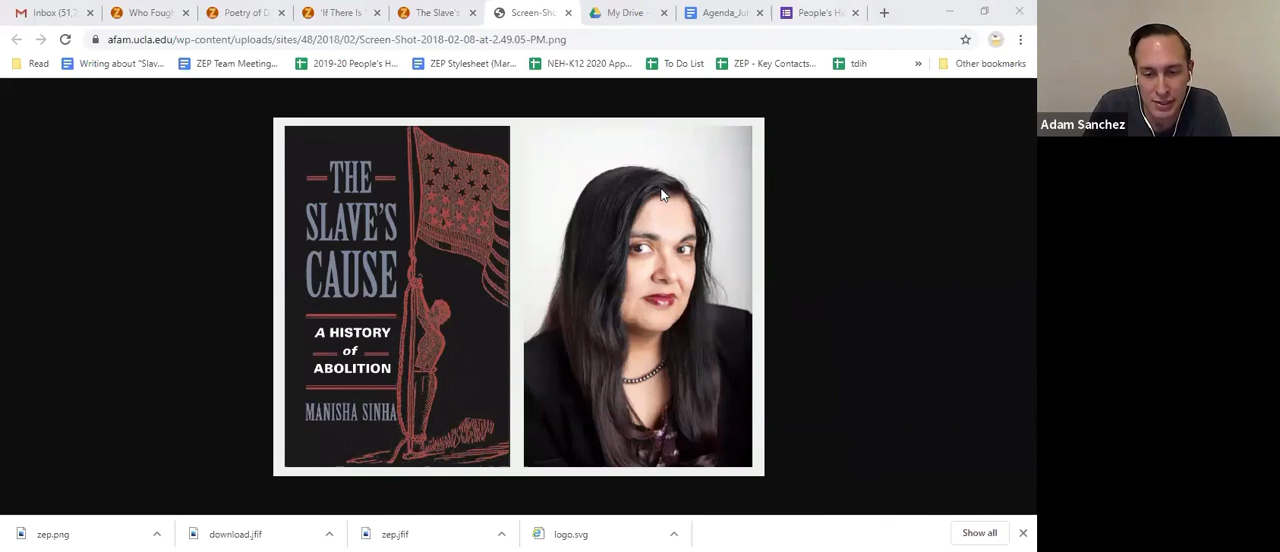 Inbox (51,7
Who Fough
Poetry of D
'If There Is '
The Slave's
Screen-Sho
My Drive -
Agenda_Jul
People's Hi
afam.ucla.edu/wp-content/uploads/sites/48/2018/02/Screen-Shot-2018-02-08-at-2.49.05-PM.png
Read
Writing about "Slav...
ZEP Team Meeting...
2019-20 People's H...
ZEP Stylesheet (Mar...
NEH-K12 2020 App...
To Do List
ZEP - Key Contacts...
tdih
»
Other bookmarks
Adam Sanchez
THE
SLAVE'S
CAUSE
A HISTORY
of
ABOLITION
MANISHA SINHA
zep.png
download.jfif
zep.jfif
logo.svg
Show all